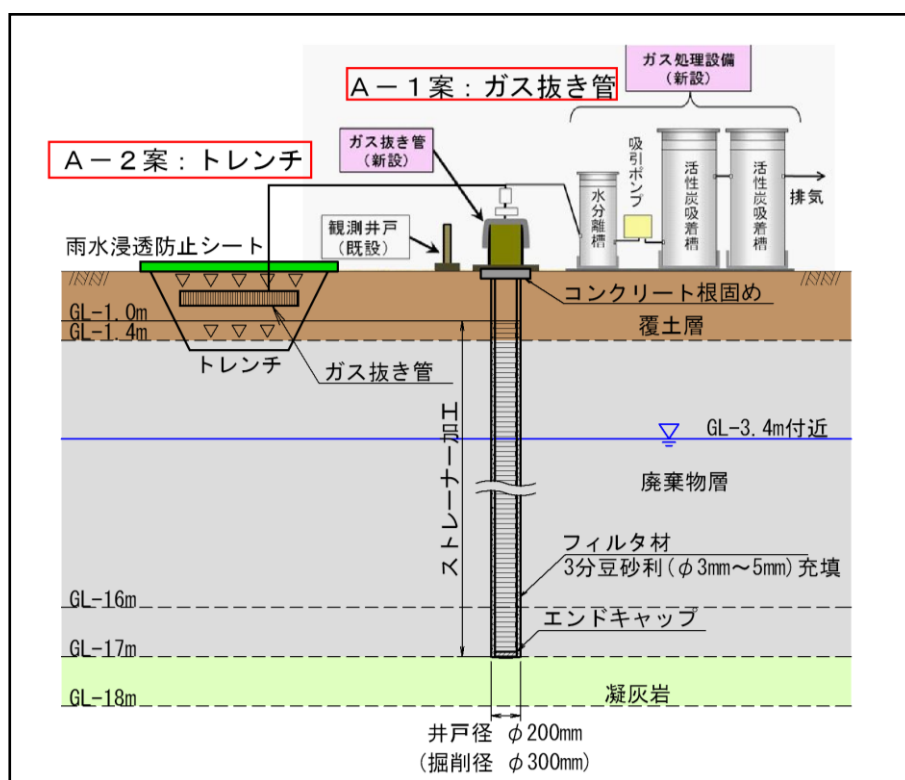 ガス処理設備
(新設)
A－１案：ガス抜き管
ガス抜き管
(新設)
A－２案：トレンチ
吸引ポンプ
水分離槽
活性炭吸着槽
活性炭吸着槽
排気
観測井戸
(既設)
雨水浸透防止シート
コンクリート根固め
GL-1.0m
GL-1.4m
覆土層
トレンチ
ガス抜き管
ストレーナー加工
GL-3.4m付近
廃棄物層
フィルタ材
3分豆砂利(φ3mm～5mm)充填
GL-16m
エンドキャップ
GL-17m
GL-18m
凝灰岩
井戸径 φ200mm
(掘削径 φ300mm)